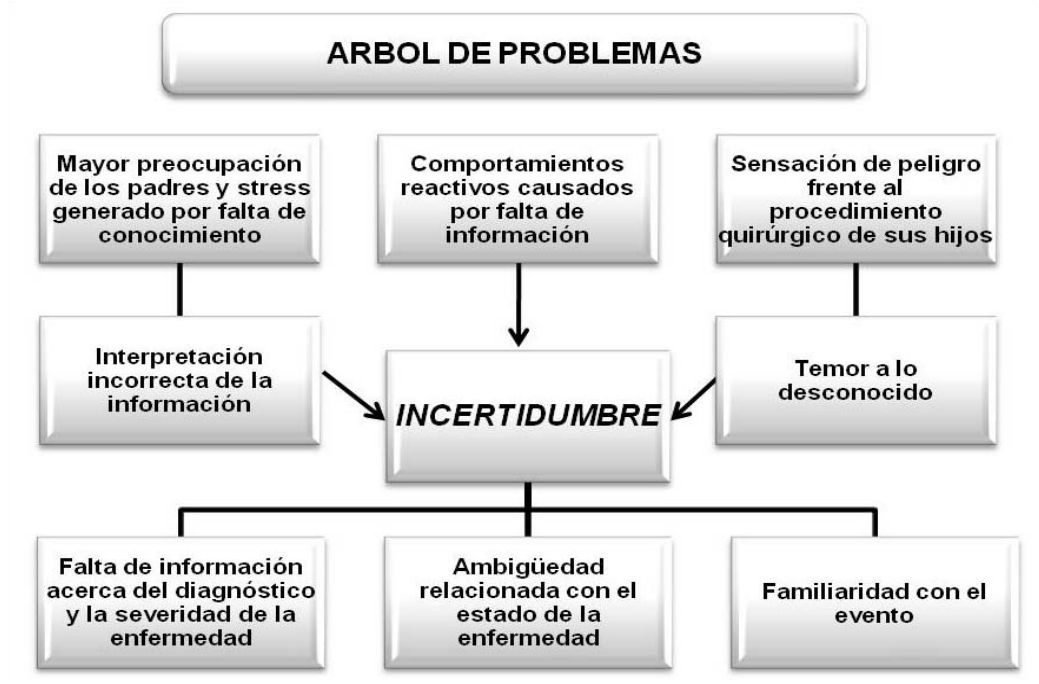 ARBOL DE PROBLEMAS
Mayor preocupación
de los padres y stress
generado por falta de
conocimiento
Comportamientos
reactivos causados
por falta de
información
Sensación de peligro
frente al
procedimiento
quirúrgico de sus hijos
Interpretación
incorrecta de la
información
INCERTIDUMBRE
Temor a lo
desconocido
Falta de información
acerca del diagnóstico
y la severidad de la
enfermedad
Ambigüedad
relacionada con el
estado de la
enfermedad
Familiaridad con el
evento